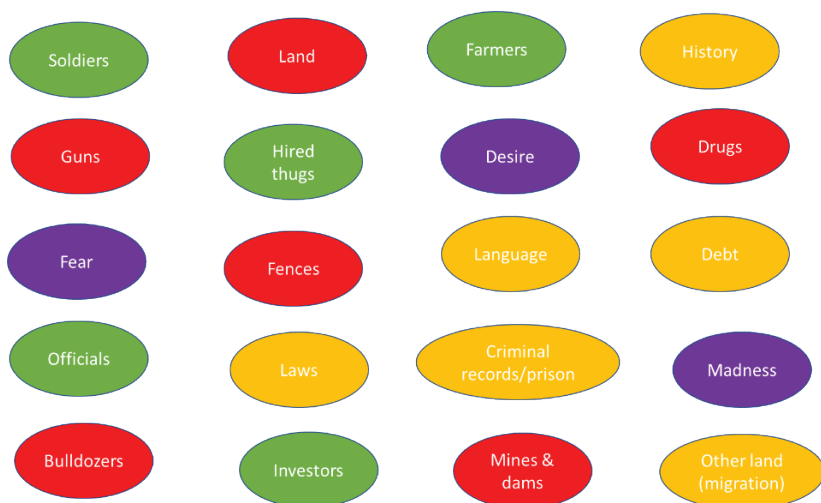 Soldiers
Land
Farmers
History
Guns
Hired
thugs
Desire
Drugs
Fear
Fences
Language
Debt
Officials
Laws
Criminal
records/prison
Madness
Bulldozers
Investors
Mines &
dams
Other land
(migration)